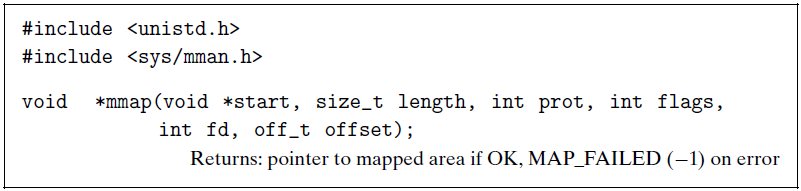 #include <unistd.h>
#include <sys/mman.h>
void *mmap(void *start, size_t length, int prot, int flags,
int fd, off_t offset);
Returns: pointer to mapped area if OK, MAP_FAILED (−1) on error